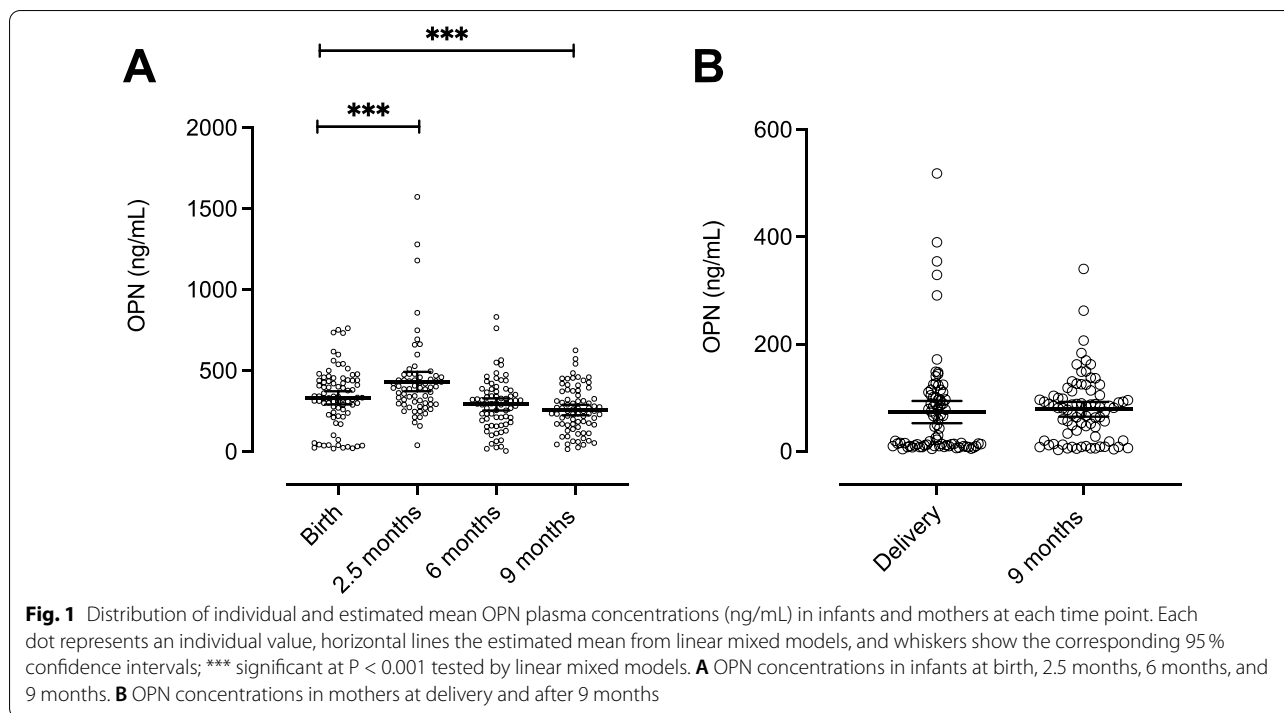 A
***
***
2000
1500
1000
500
0
OPN (ng/mL)
Birth
2.5 months
6 months
9 months
B
600
400
200
0
OPN (ng/mL)
Delivery
9 months
Fig. 1 Distribution of individual and estimated mean OPN plasma concentrations (ng/mL) in infants and mothers at each time point. Each
dot represents an individual value, horizontal lines the estimated mean from linear mixed models, and whiskers show the corresponding 95%
confidence intervals; *** significant at P < 0.001 tested by linear mixed models. A OPN concentrations in infants at birth, 2.5 months, 6 months, and
9 months. B OPN concentrations in mothers at delivery and after 9 months